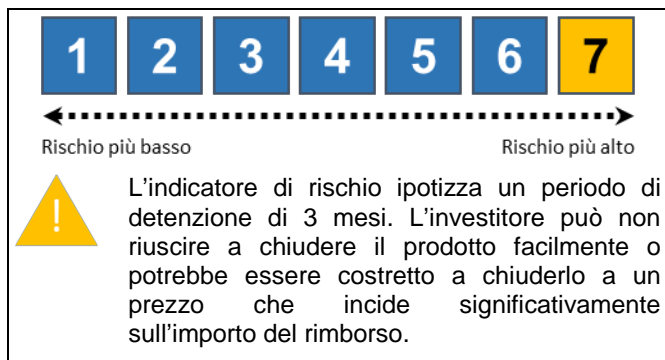 1 2 3 4 5 6 7
Rischio più basso Rischio più alto
!
L'indicatore di rischio ipotizza un periodo di
detenzione di 3 mesi. L'investitore può non
riuscire a chiudere il prodotto facilmente o
potrebbe essere costretto a chiuderlo a un
prezzo che incide significativamente
sull'importo del rimborso.